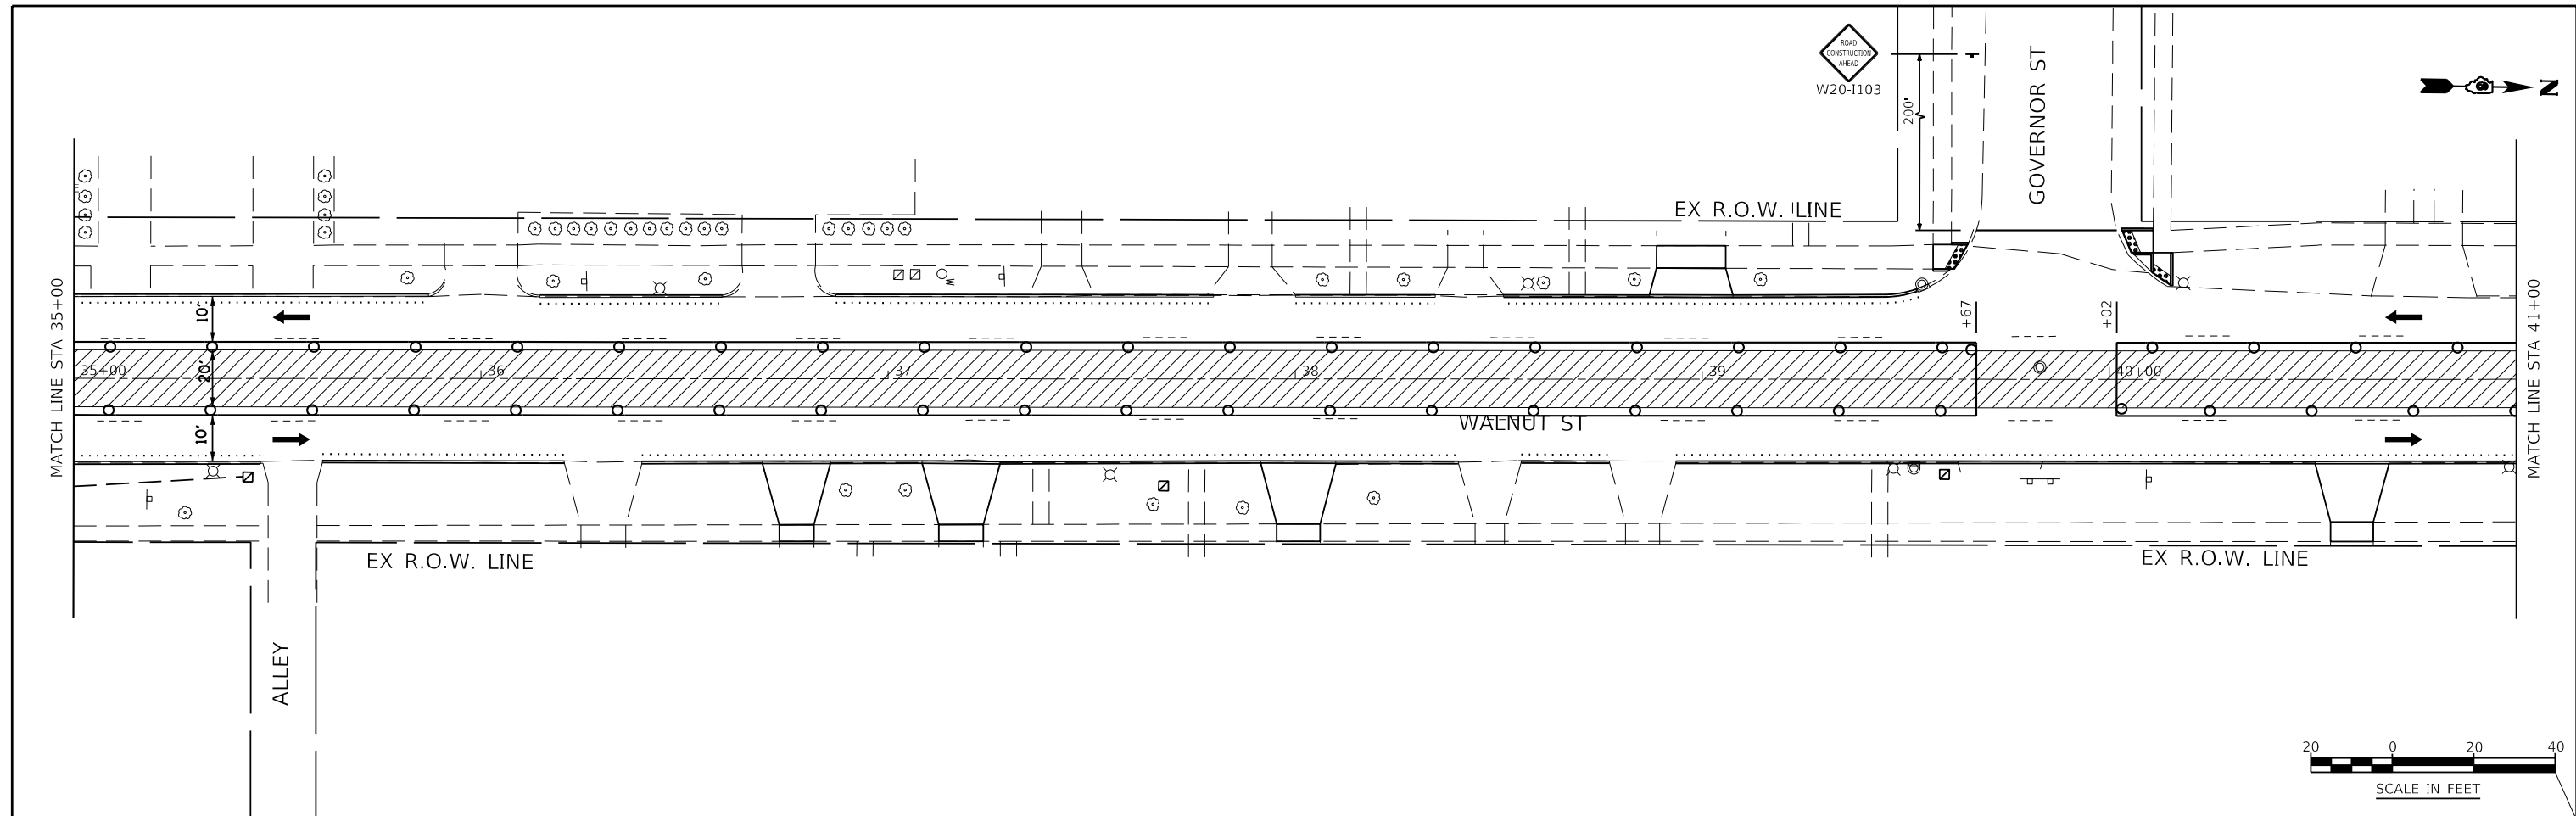 ROAD
CONSTRUCTION
AHEAD
W20-I103
200'
GOVERNOR ST
N
EX R.O.W. LINE
MATCH LINE STA 35+00
10'
20'
10'
35+00
36
37
38
39
+67
+02
40+00
WALNUT ST
MATCH LINE STA 41+00
EX R.O.W. LINE
EX R.O.W. LINE
ALLEY
20 0 20 40
SCALE IN FEET